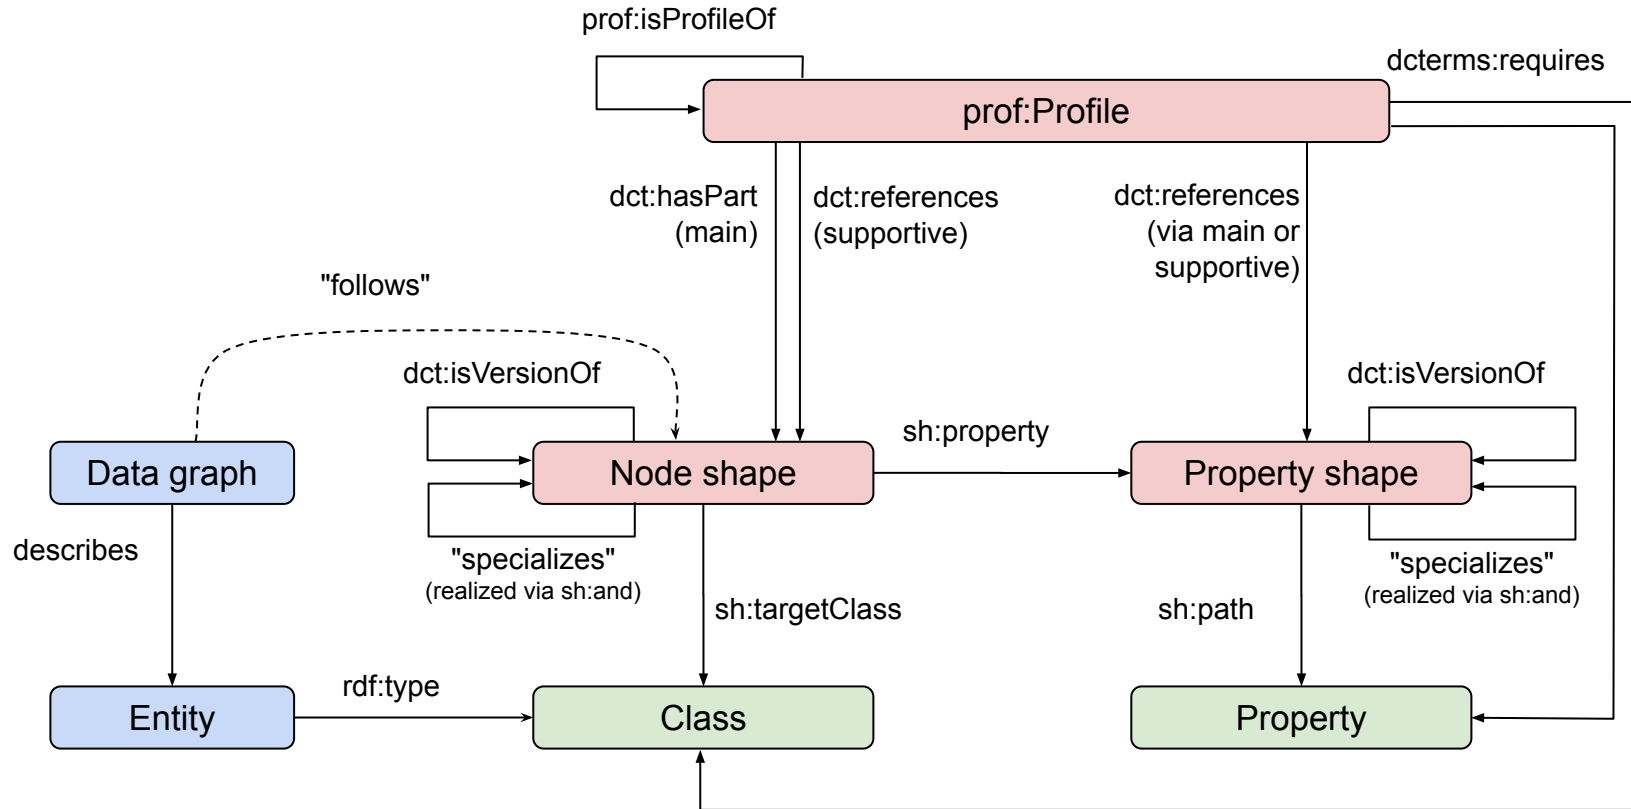 prof:isProfileOf
dcterms:requires
prof:Profile
dct:hasPart
(main)
dct:references
(supportive)
dct:references
(via main or
supportive)
"follows"
dct:isVersionOf
dct:isVersionOf
sh:property
Data graph
Node shape
Property shape
describes
"specializes"
(realized via sh:and)
"specializes"
(realized via sh:and)
sh:targetClass
sh:path
rdf:type
Entity
Class
Property